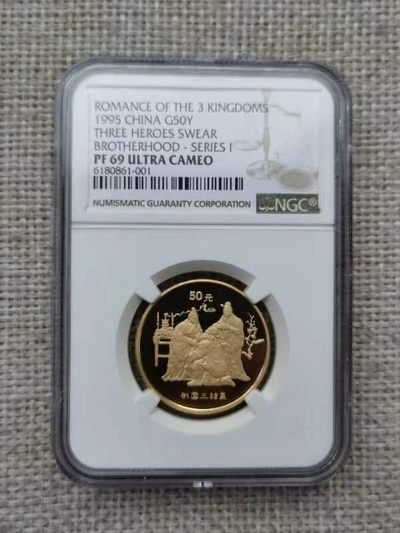 ROMANCE OF THE 3 KINGDOMS
1995 CHINA G50Y
THREE HEROES SWEAR
BROTHERHOOD - SERIES I
PF 69 ULTRA CAMEO
6180861-001
NUMISMATIC GUARANTY CORPORATION
NGC®
50元